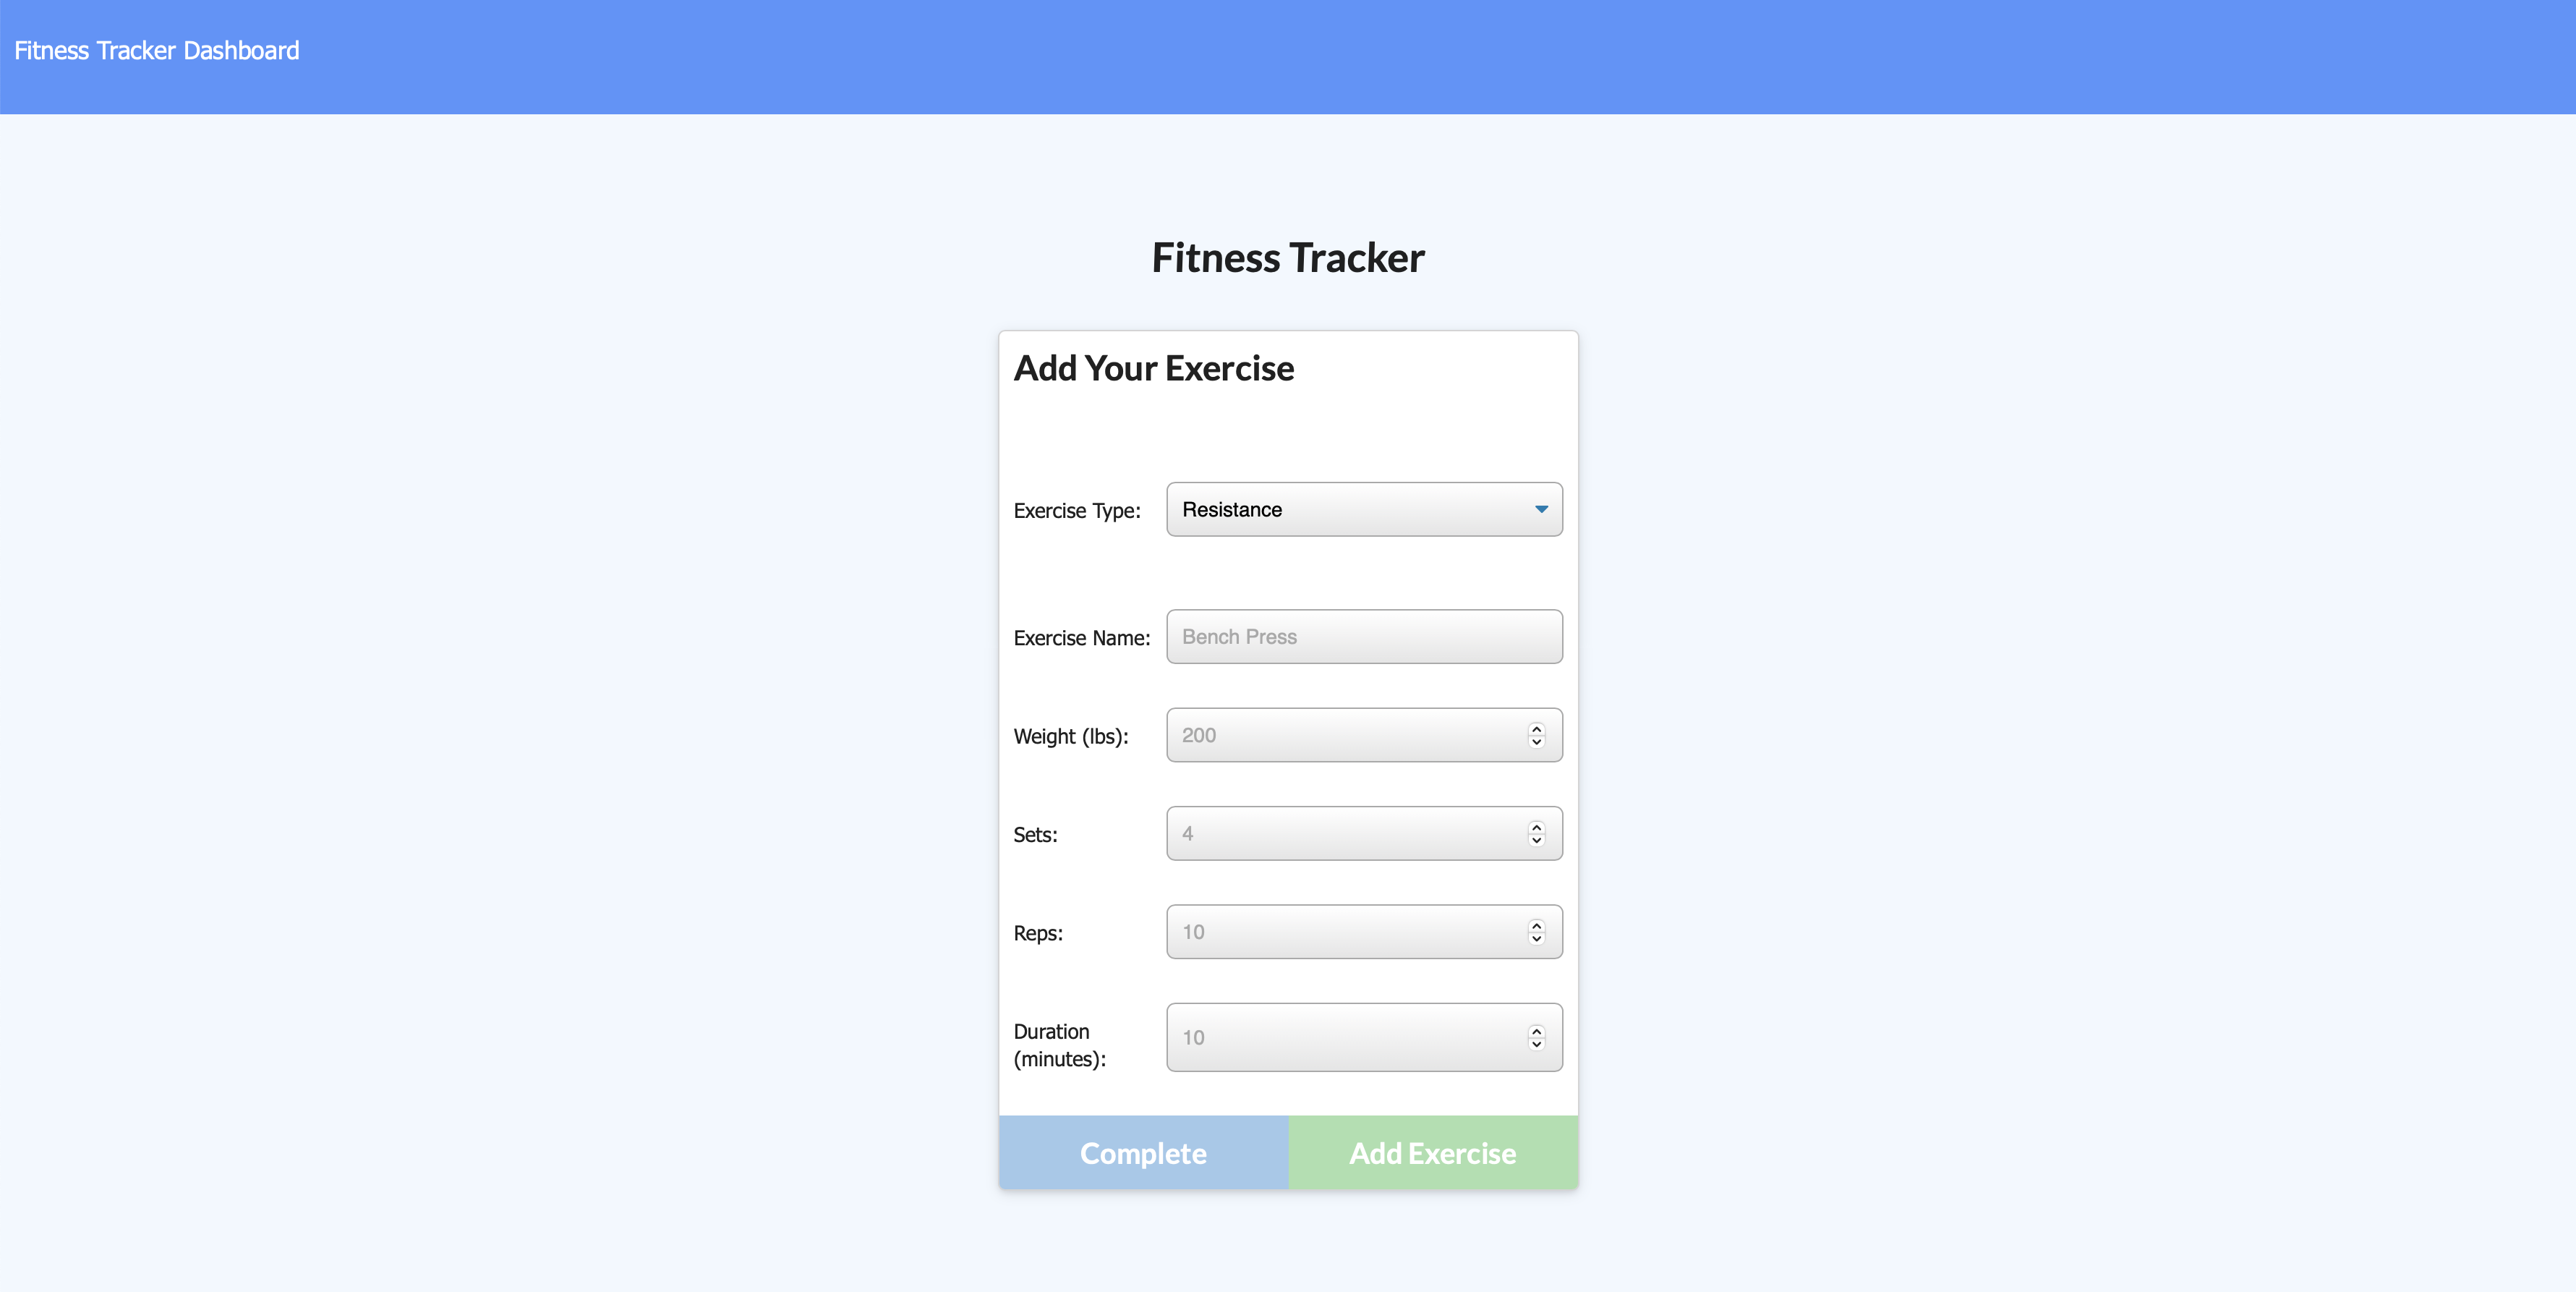 Fitness Tracker Dashboard
Fitness Tracker
Add Your Exercise
Exercise Type: Resistance
Exercise Name: Bench Press
Weight (lbs): 200
Sets: 4
Reps: 10
Duration
(minutes): 10
Complete Add Exercise